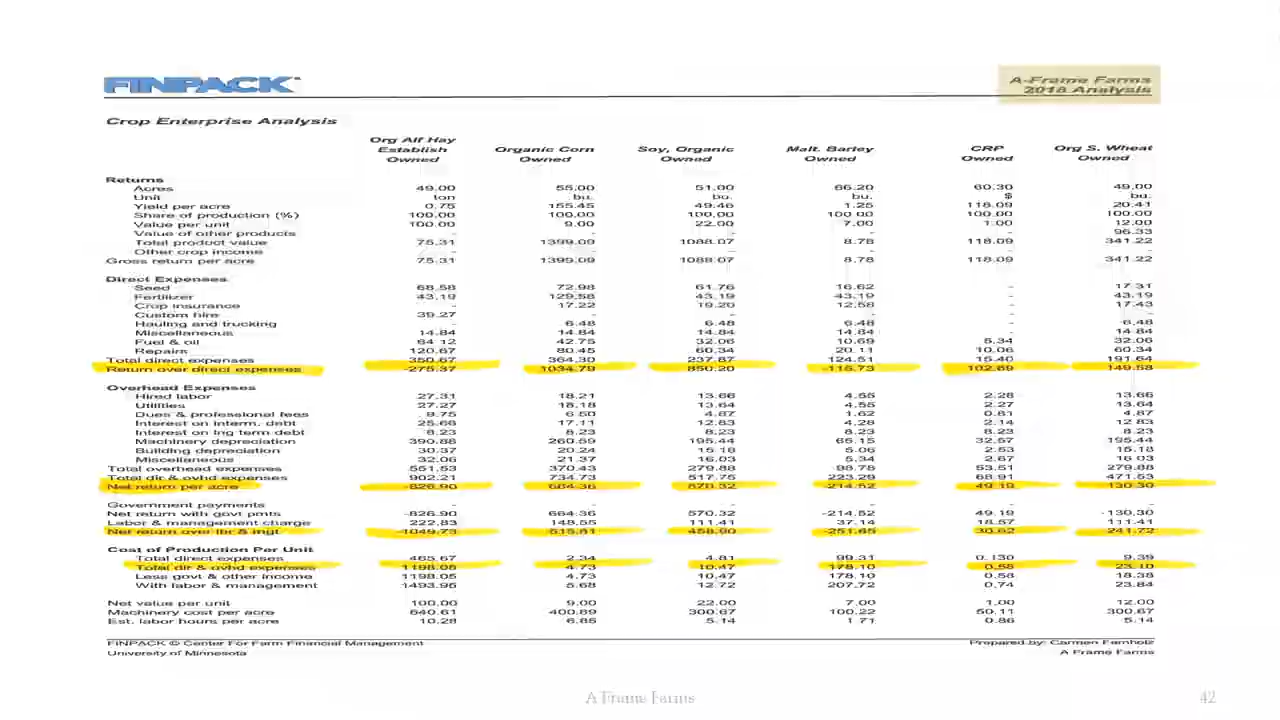 FINPACK
A-Frame Farms
2018 Analysis
Crop Enterprise Analysis
Org Alf Hay
Establish Organic Corn Soy, Organic Malt. Barley CRP Org S. Wheat
Owned Owned Owned Owned Owned Owned
Returns
Acres 49.00 55.00 51.00 66.20 60.30 49.00
Unit ton bu. bu. bu. $ bu.
Yield per acre 0.75 155.45 49.46 1.25 118.09 20.41
Share of production (%) 100.00 100.00 100.00 100.00 100.00 100.00
Value per unit 100.00 9.00 22.00 7.00 1.00 12.00
Value of other products - - - - - 96.33
Total product value 75.31 1399.09 1088.07 8.78 118.09 341.22
Other crop income - - - - - -
Gross return per acre 75.31 1399.09 1088.07 8.78 118.09 341.22
Direct Expenses
Seed 68.58 72.98 61.76 16.62 - 17.31
Fertilizer 43.19 129.58 43.19 43.19 - 43.19
Crop insurance - 17.22 19.20 12.58 - 17.43
Custom hire 39.27 - - - - -
Hauling and trucking - 6.48 6.48 6.48 - 6.48
Miscellaneous 14.84 14.84 14.84 14.84 - 14.84
Fuel & oil 64.12 42.75 32.06 10.69 5.34 32.06
Repairs 120.67 80.45 60.34 20.11 10.06 60.34
Total direct expenses 350.67 364.30 237.87 124.51 15.40 191.64
Return over direct expenses -275.37 1034.79 850.20 -115.73 102.69 149.58
Overhead Expenses
Hired labor 27.31 18.21 13.66 4.55 2.28 13.66
Utilities 27.27 18.18 13.64 4.55 2.27 13.64
Dues & professional fees 9.75 6.50 4.87 1.62 0.81 4.87
Interest on interm. debt 25.66 17.11 12.83 4.28 2.14 12.83
Interest on lng term debt 8.23 8.23 8.23 8.23 8.23 8.23
Machinery depreciation 390.88 260.59 195.44 65.15 32.57 195.44
Building depreciation 30.37 20.24 15.18 5.06 2.53 15.18
Miscellaneous 32.06 21.37 16.03 5.34 2.67 16.03
Total overhead expenses 551.53 370.43 279.88 98.78 53.51 279.88
Total dir & ovhd expenses 902.21 734.73 517.75 223.29 68.91 471.53
Net return per acre -826.90 664.36 570.32 -214.52 49.19 -130.30
Government payments - - - - - -
Net return with govt pmts -826.90 664.36 570.32 -214.52 49.19 -130.30
Labor & management charge 222.83 148.55 111.41 37.14 18.57 111.41
Net return over lbr & mgt -1049.73 515.81 458.90 -251.65 30.62 -241.72
Cost of Production Per Unit
Total direct expenses 465.67 2.34 4.81 99.31 0.130 9.39
Total dir & ovhd expenses 1198.05 4.73 10.47 178.10 0.58 23.10
Less govt & other income 1198.05 4.73 10.47 178.10 0.58 18.38
With labor & management 1493.95 5.68 12.72 207.72 0.74 23.84
Net value per unit 100.00 9.00 22.00 7.00 1.00 12.00
Machinery cost per acre 640.61 400.89 300.67 100.22 50.11 300.67
Est. labor hours per acre 10.28 6.85 5.14 1.71 0.86 5.14
FINPACK © Center For Farm Financial Management Prepared by: Carmen Fernholz
University of Minnesota A Frame Farms
A Frame Farms 42